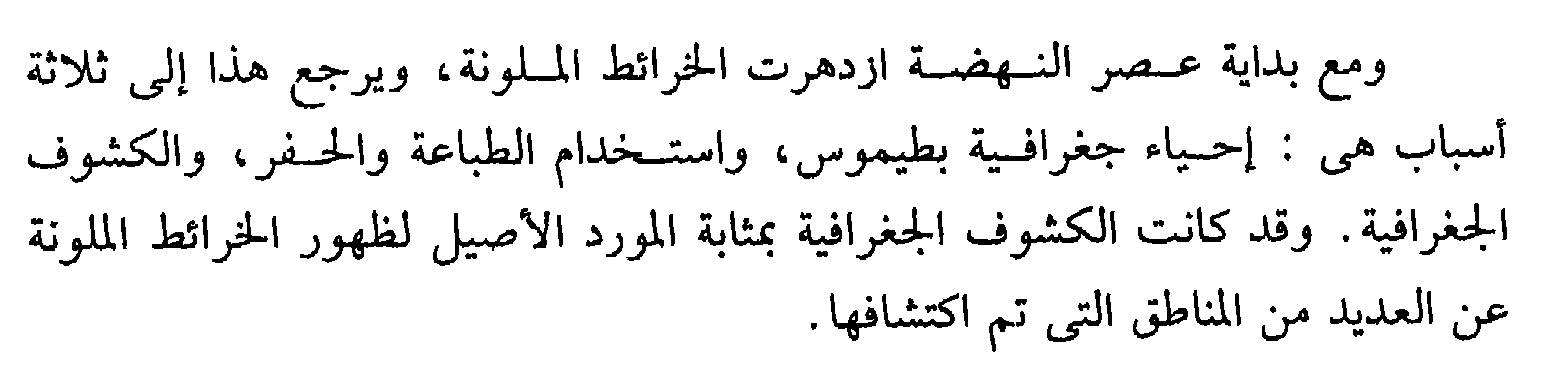 ومع بداية عصر النهضة ازدهرت الخرائط الملونة، ويرجع هذا إلى ثلاثة
أسباب هى : إحياء جغرافية بطيموس، واستخدام الطباعة والحفر، والكشوف
الجغرافية. وقد كانت الكشوف الجغرافية بمثابة المورد الأصيل لظهور الخرائط الملونة
عن العديد من المناطق التى تم اكتشافها.